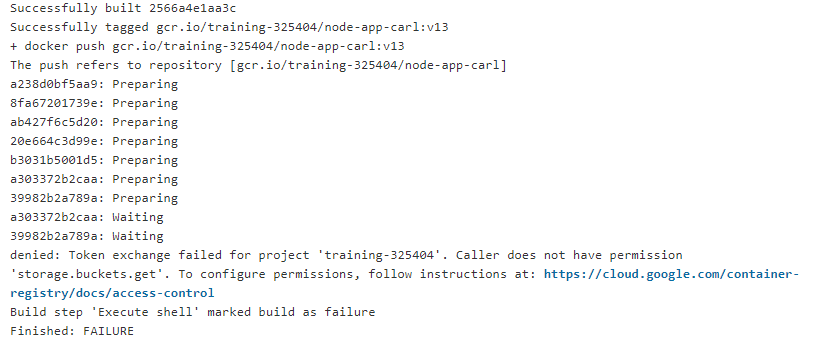 Successfully built 2566a4e1aa3c
Successfully tagged gcr.io/training-325404/node-app-carl:v13
+ docker push gcr.io/training-325404/node-app-carl:v13
The push refers to repository [gcr.io/training-325404/node-app-carl]
a238d0bf5aa9: Preparing
8fa67201739e: Preparing
ab427f6c5d20: Preparing
20e664c3d99e: Preparing
b3031b5001d5: Preparing
a303372b2caa: Preparing
39982b2a789a: Preparing
a303372b2caa: Waiting
39982b2a789a: Waiting
denied: Token exchange failed for project 'training-325404'. Caller does not have permission
'storage.buckets.get'. To configure permissions, follow instructions at: https://cloud.google.com/container-
registry/docs/access-control
Build step 'Execute shell' marked build as failure
Finished: FAILURE